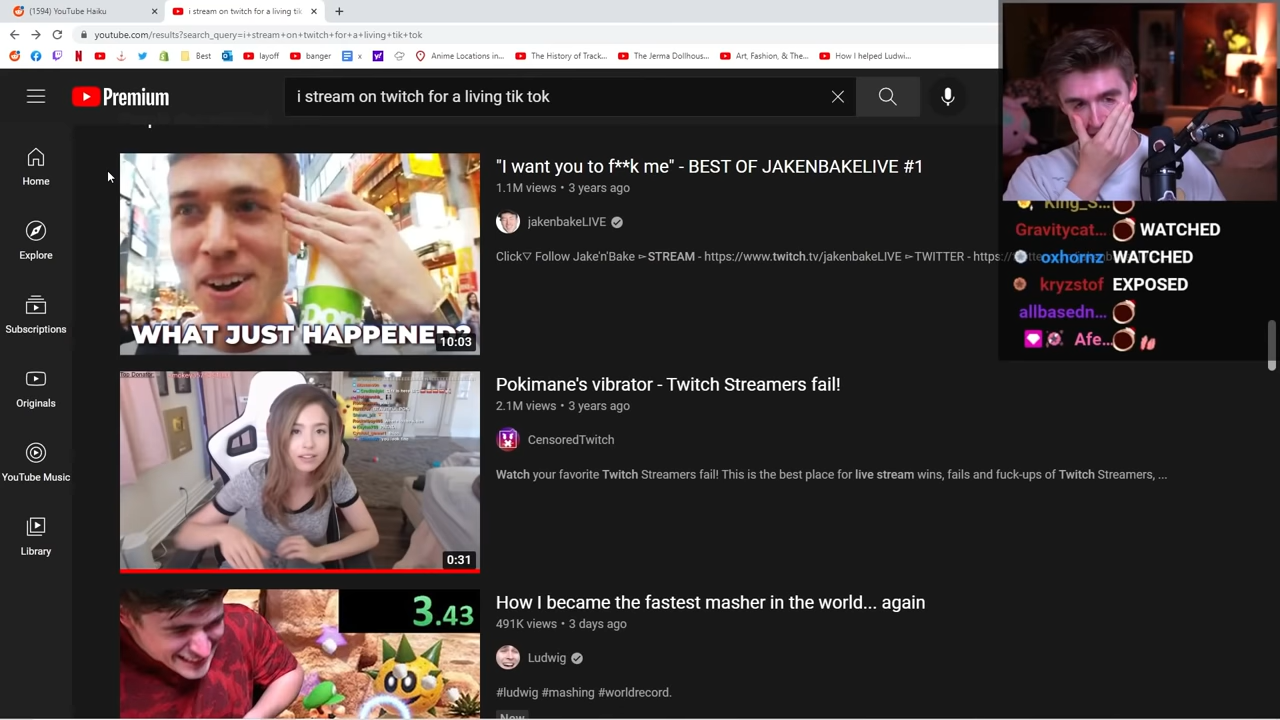 (1594) YouTube Haiku
i stream on twitch for a living tik
youtube.com/results?search_query=i+stream+on+twitch+for+a+living+tik+tok
Best
layoff
banger
x
Anime Locations in...
The History of Track...
The Jerma Dollhous...
Art, Fashion, & The...
How I helped Ludwi...
Premium
i stream on twitch for a living tik tok
Home
Explore
Subscriptions
Originals
YouTube Music
Library
WHAT JUST HAPPENED?
10:03
"I want you to f**k me" - BEST OF JAKENBAKELIVE #1
1.1M views • 3 years ago
jakenbakeLIVE
Click▽ Follow Jake'n'Bake ▻STREAM - https://www.twitch.tv/jakenbakeLIVE ▻TWITTER - https://
Top Donator
0:31
Pokimane's vibrator - Twitch Streamers fail!
2.1M views • 3 years ago
CensoredTwitch
Watch your favorite Twitch Streamers fail! This is the best place for live stream wins, fails and fuck-ups of Twitch Streamers, ...
3.43
How I became the fastest masher in the world... again
491K views • 3 days ago
Ludwig
#ludwig #mashing #worldrecord.
New
King_S...
Gravitycat... WATCHED
oxhornz WATCHED
kryzstof EXPOSED
allbasedn...
Afe...